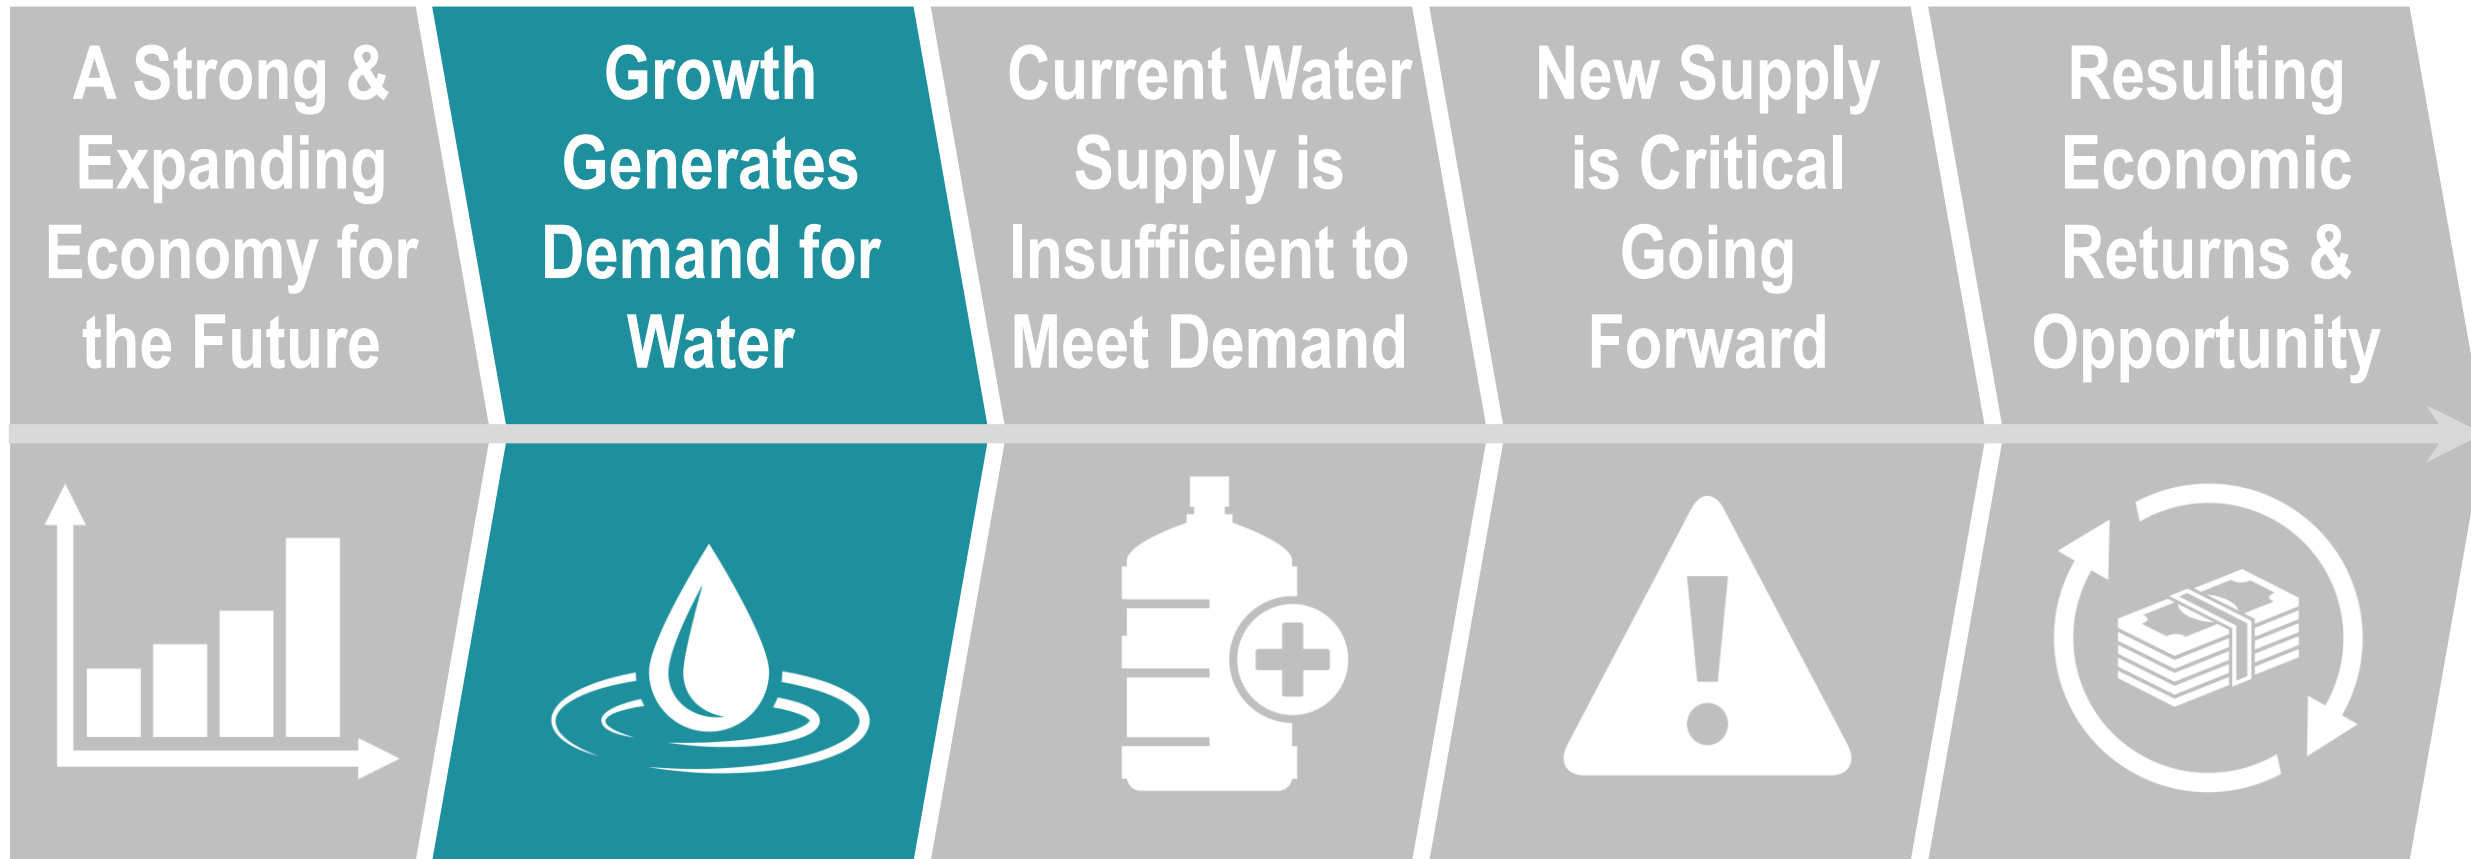 A Strong &
Expanding
Economy for
the Future
Growth
Generates
Demand for
Water
Current Water
Supply is
Insufficient to
Meet Demand
New Supply
is Critical
Going
Forward
Resulting
Economic
Returns &
Opportunity